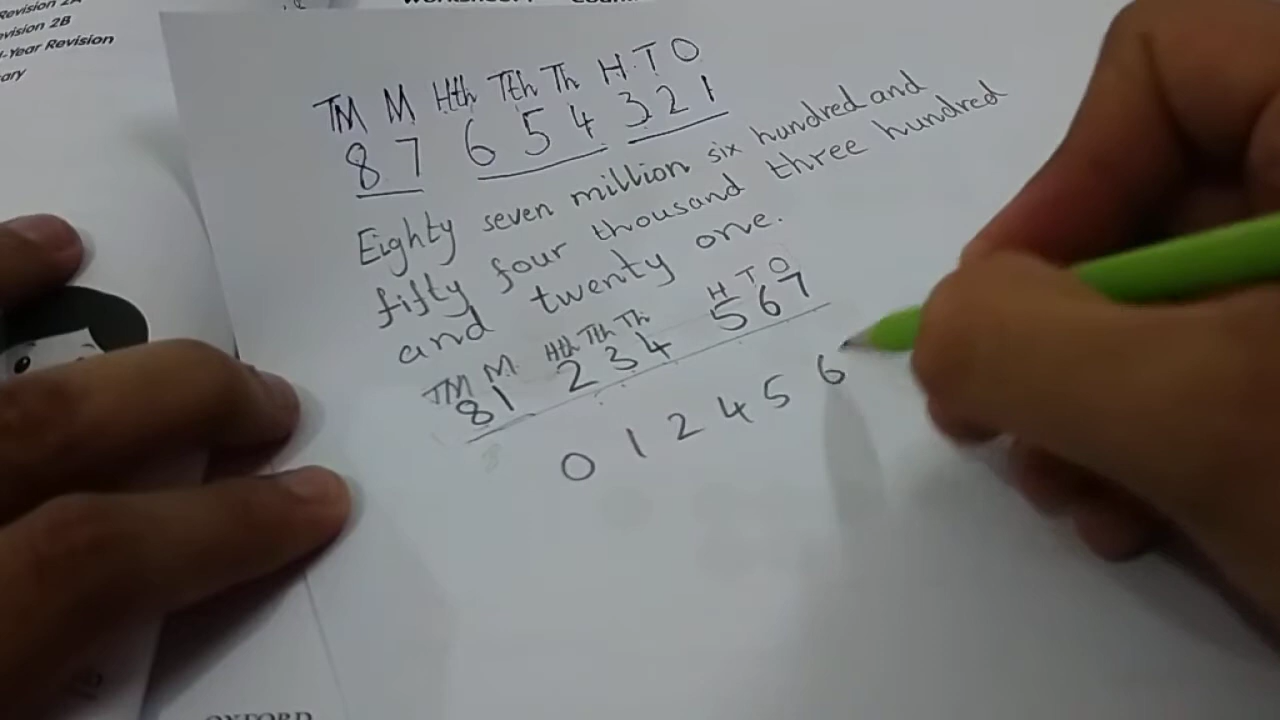 vision 2B
-Year Revision
ary
TM M Hth Tth Th H T O
8 7 6 5 4 3 2 1
Eighty seven million six hundred and
fifty four thousand three hundred
and twenty one.
TM M Hth Tth Th H T O
8 1 2 3 4 5 6 7
0 1 2 4 5 6
OXFORD